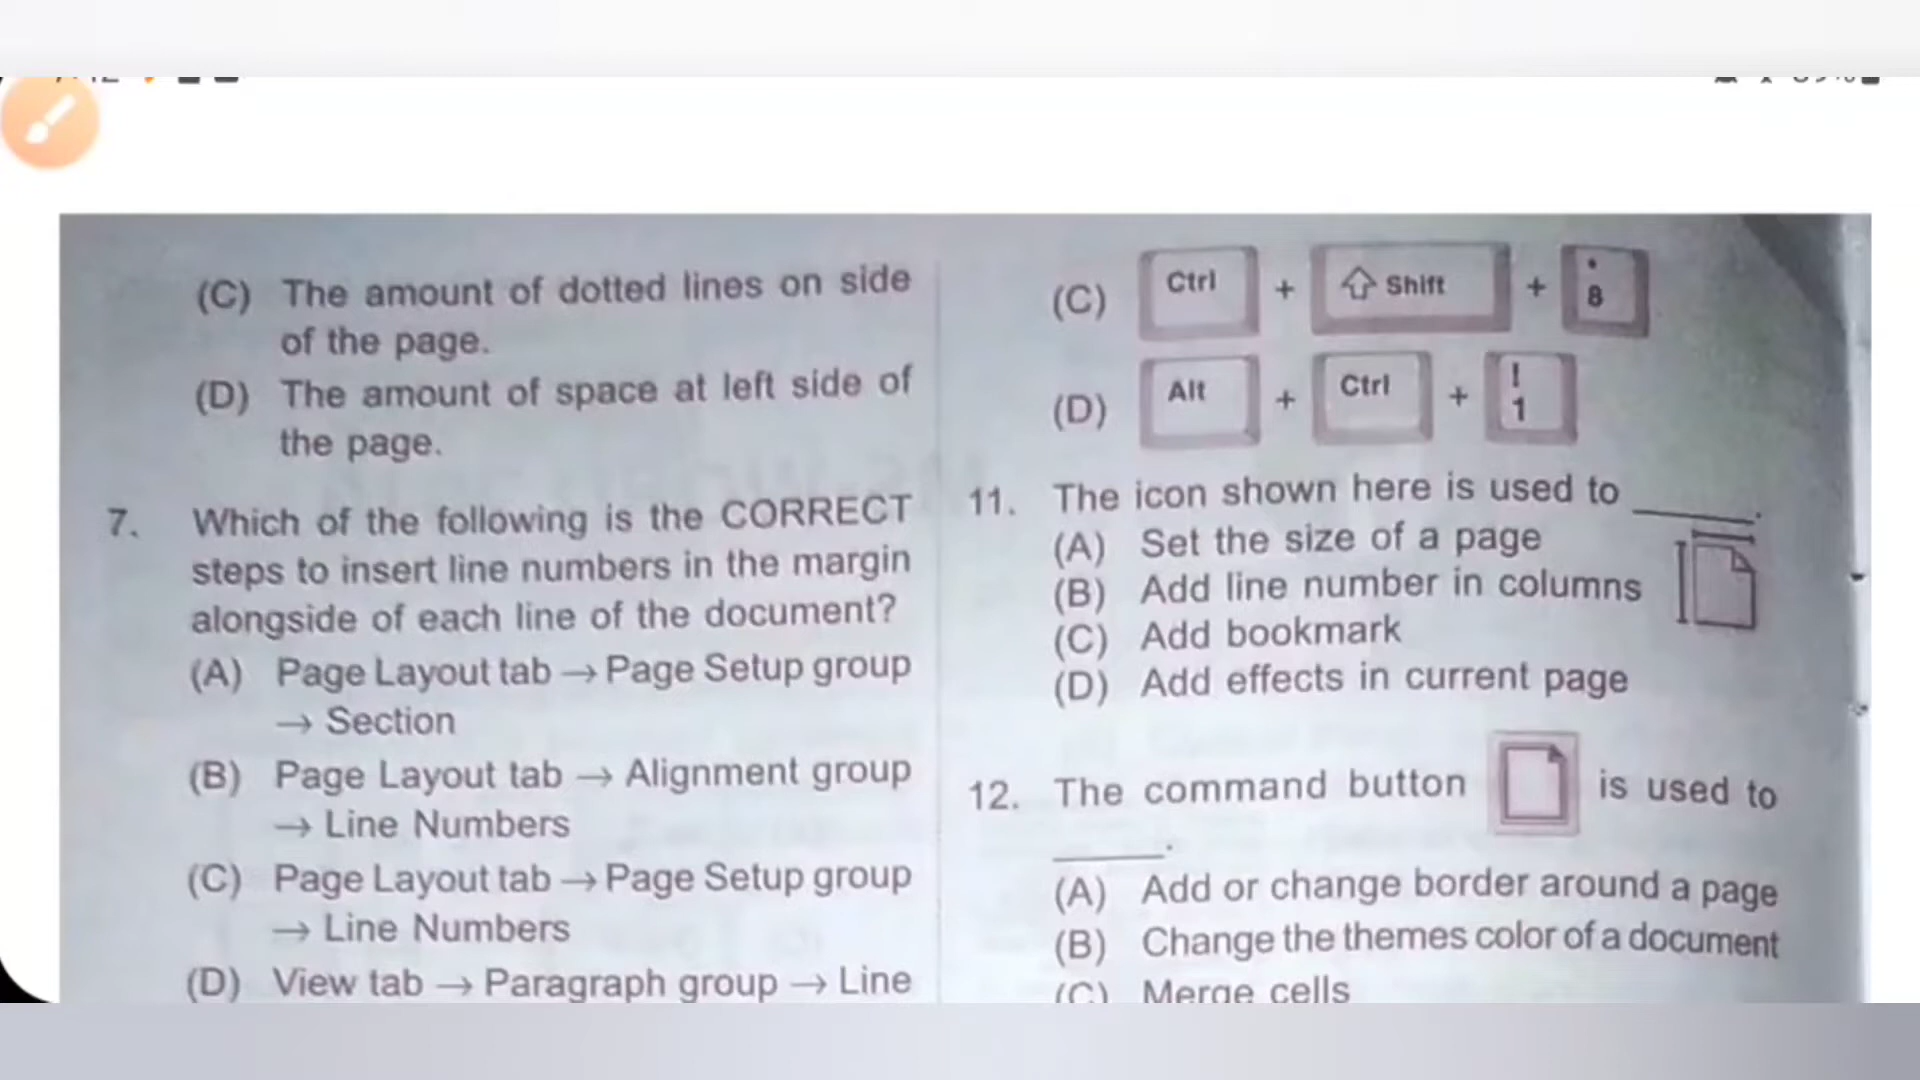 (C) The amount of dotted lines on side
of the page.
(D) The amount of space at left side of
the page.
7. Which of the following is the CORRECT
steps to insert line numbers in the margin
alongside of each line of the document?
(A) Page Layout tab → Page Setup group
→ Section
(B) Page Layout tab → Alignment group
→ Line Numbers
(C) Page Layout tab → Page Setup group
→ Line Numbers
(D) View tab → Paragraph group → Line
(C) Ctrl + Shift + * 8
(D) Alt + Ctrl + ! 1
11. The icon shown here is used to ______.
(A) Set the size of a page
(B) Add line number in columns
(C) Add bookmark
(D) Add effects in current page
12. The command button is used to
______.
(A) Add or change border around a page
(B) Change the themes color of a document
(C) Merge cells